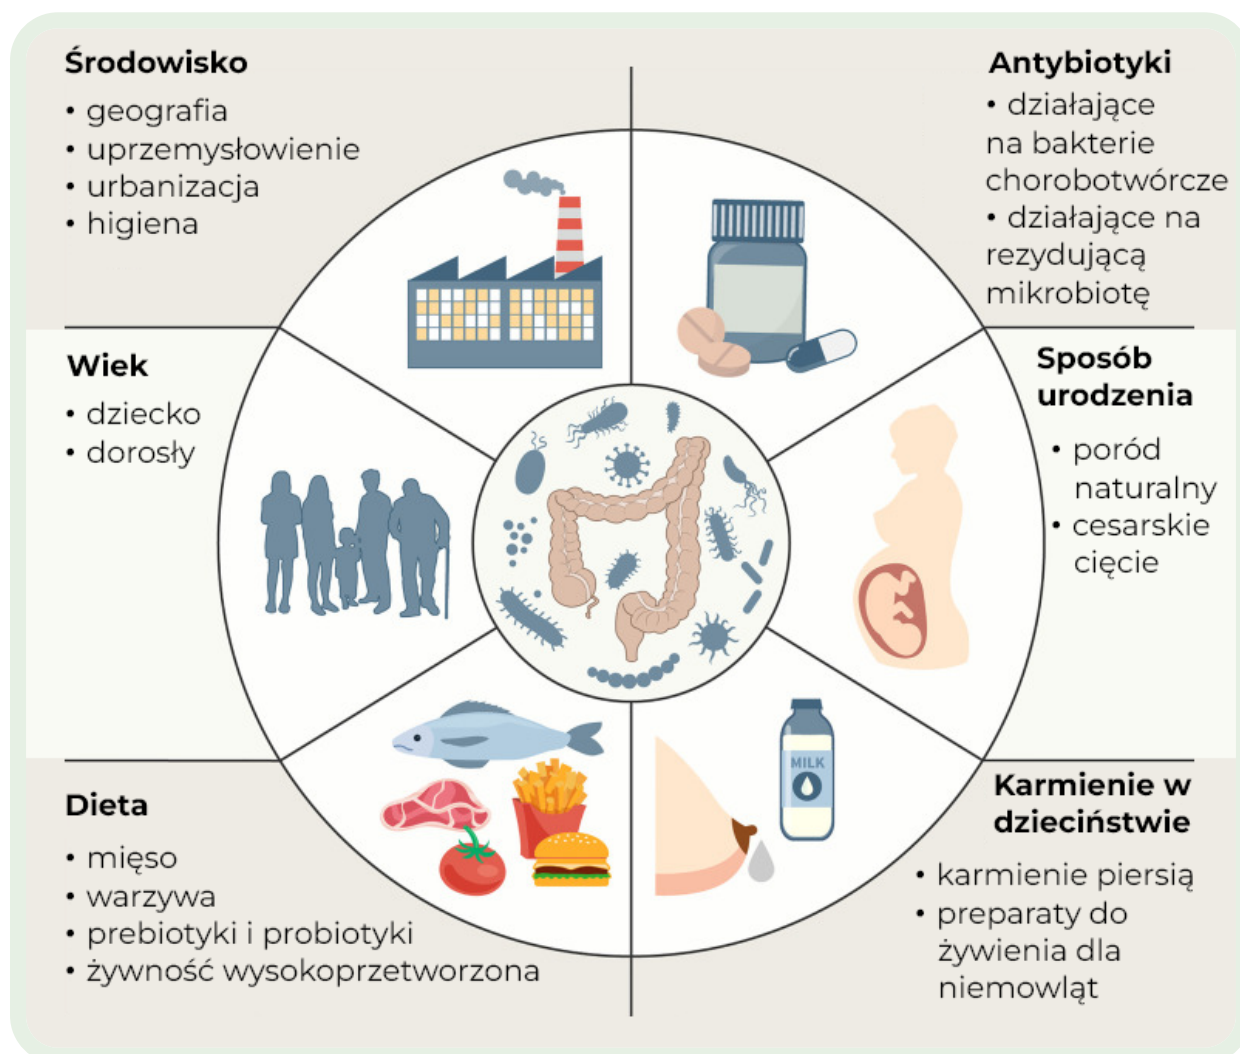 Środowisko
• geografia
• uprzemysłowienie
• urbanizacja
• higiena
Antybiotyki
• działające
na bakterie
chorobotwórcze
• działające na
rezydującą
mikrobiotę
Wiek
• dziecko
• dorosły
Sposób
urodzenia
• poród
naturalny
• cesarskie
cięcie
Dieta
• mięso
• warzywa
• prebiotyki i probiotyki
• żywność wysokoprzetworzona
MILK
Karmienie w
dzieciństwie
• karmienie piersią
• preparaty do
żywienia dla
niemowląt